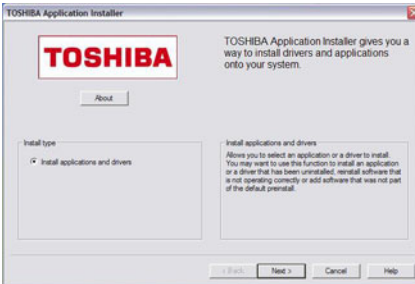 TOSHIBA Application Installer
TOSHIBA
TOSHIBA Application Installer gives you a
way to install drivers and applications
onto your system.
About
Install type
Install applications and drivers
Install applications and drivers
Allows you to select an application or a driver to install.
You may want to use this function to install an application
or a driver that has been uninstalled, reinstall software that
is not operating correctly or add software that was not part
of the default preinstall.
< Back
Next >
Cancel
Help